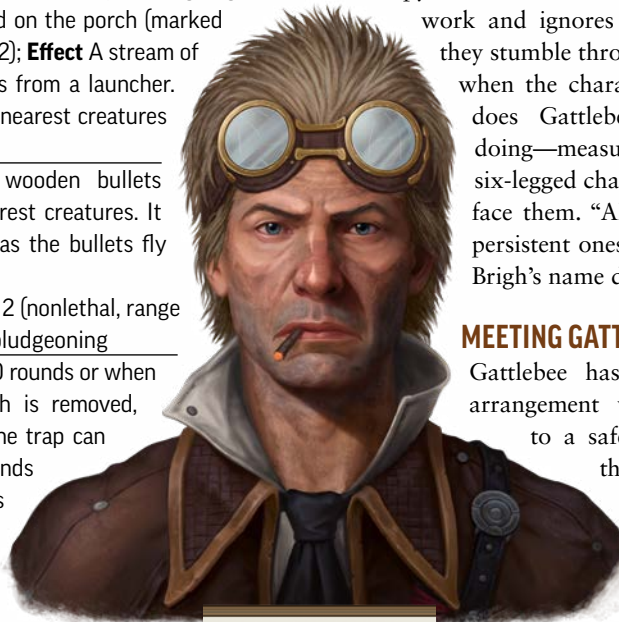 d on the porch (marked
2); Effect A stream of
s from a launcher.
nearest creatures
wooden bullets
rest creatures. It
as the bullets fly
2 (nonlethal, range
bludgeoning
0 rounds or when
h is removed,
he trap can
nds
s
work and ignores
they stumble thro
when the chara
does Gattlebe
doing—measu
six-legged cha
face them. “A
persistent ones
Brigh’s name c
MEETING GATT
Gattlebee has
arrangement
to a safe
th